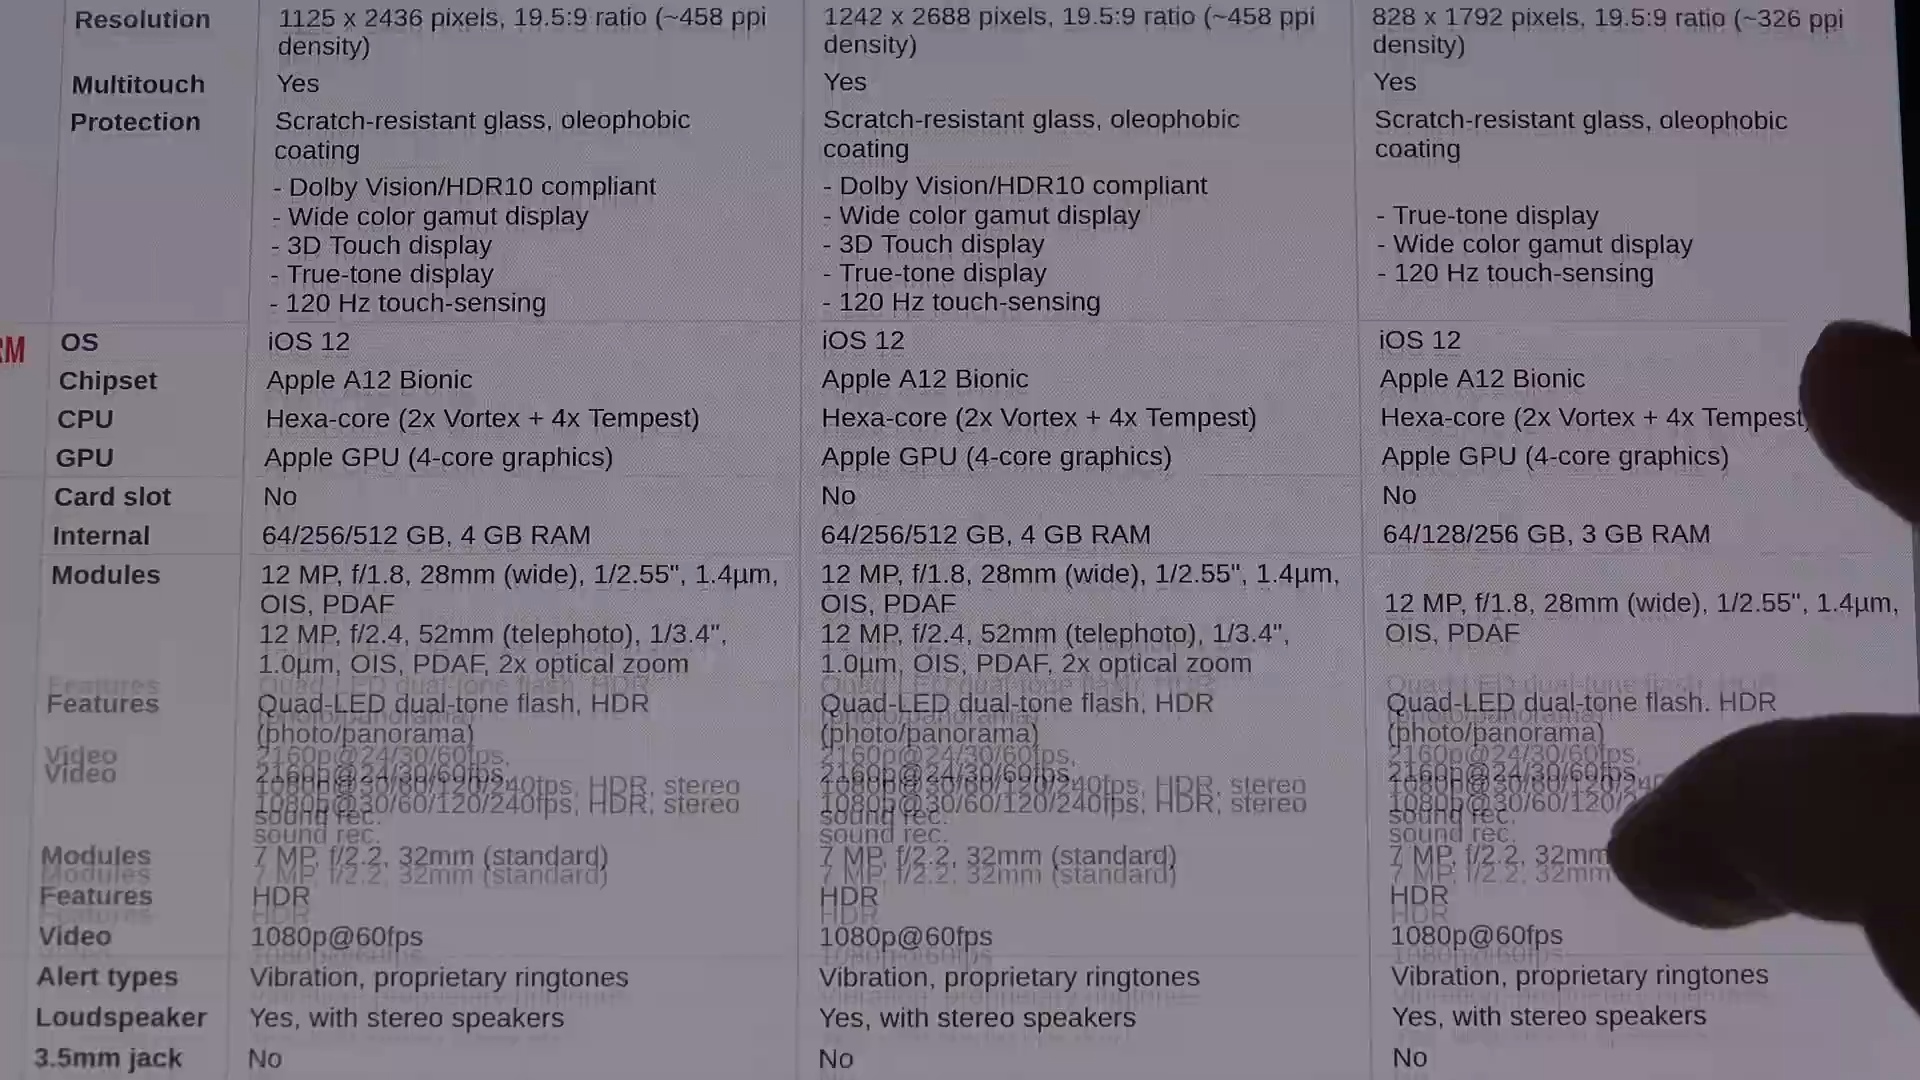 Resolution 1125 x 2436 pixels, 19.5:9 ratio (~458 ppi 1242 x 2688 pixels, 19.5:9 ratio (~458 ppi 828 x 1792 pixels, 19.5:9 ratio (~326 ppi
density) density) density)
Multitouch Yes Yes Yes
Protection Scratch-resistant glass, oleophobic Scratch-resistant glass, oleophobic Scratch-resistant glass, oleophobic
coating coating coating
- Dolby Vision/HDR10 compliant - Dolby Vision/HDR10 compliant
- Wide color gamut display - Wide color gamut display - True-tone display
- 3D Touch display - 3D Touch display - Wide color gamut display
- True-tone display - True-tone display - 120 Hz touch-sensing
- 120 Hz touch-sensing - 120 Hz touch-sensing
RM OS iOS 12 iOS 12 iOS 12
Chipset Apple A12 Bionic Apple A12 Bionic Apple A12 Bionic
CPU Hexa-core (2x Vortex + 4x Tempest) Hexa-core (2x Vortex + 4x Tempest) Hexa-core (2x Vortex + 4x Tempest)
GPU Apple GPU (4-core graphics) Apple GPU (4-core graphics) Apple GPU (4-core graphics)
Card slot No No No
Internal 64/256/512 GB, 4 GB RAM 64/256/512 GB, 4 GB RAM 64/128/256 GB, 3 GB RAM
Modules 12 MP, f/1.8, 28mm (wide), 1/2.55", 1.4µm, 12 MP, f/1.8, 28mm (wide), 1/2.55", 1.4µm,
OIS, PDAF OIS, PDAF 12 MP, f/1.8, 28mm (wide), 1/2.55", 1.4µm,
12 MP, f/2.4, 52mm (telephoto), 1/3.4", 12 MP, f/2.4, 52mm (telephoto), 1/3.4", OIS, PDAF
1.0µm, OIS, PDAF, 2x optical zoom 1.0µm, OIS, PDAF, 2x optical zoom
Features Quad-LED dual-tone flash, HDR Quad-LED dual-tone flash, HDR Quad-LED dual-tone flash. HDR
(photo/panorama) (photo/panorama) (photo/panorama)
Video 2160p@24/30/60fps, 2160p@24/30/60fps, 2160p@24/30/60fps,
1080p@30/60/120/240fps, HDR, stereo 1080p@30/60/120/240fps, HDR, stereo 1080p@30/60/120/
sound rec. sound rec. sound rec.
Modules 7 MP, f/2.2, 32mm (standard) 7 MP, f/2.2, 32mm (standard) 7 MP, f/2.2, 32mm
Features HDR HDR HDR
Video 1080p@60fps 1080p@60fps 1080p@60fps
Alert types Vibration, proprietary ringtones Vibration, proprietary ringtones Vibration, proprietary ringtones
Loudspeaker Yes, with stereo speakers Yes, with stereo speakers Yes, with stereo speakers
3.5mm jack No No No